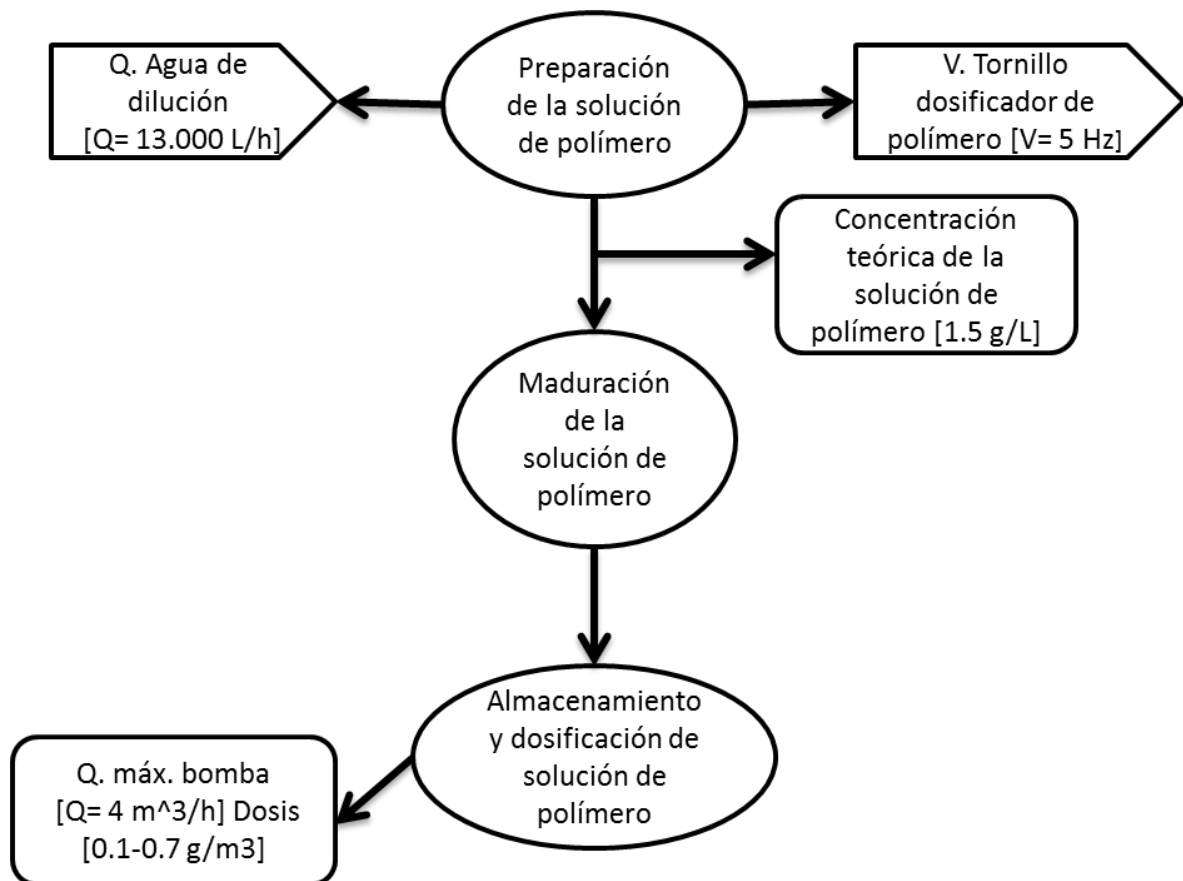 Q. Agua de
dilución
[Q= 13.000 L/h]
Preparación
de la solución
de polímero
V. Tornillo
dosificador de
polímero [V= 5 Hz]
Concentración
teórica de la
solución de
polímero [1.5 g/L]
Maduración
de la
solución de
polímero
Almacenamiento
y dosificación de
solución de
polímero
Q. máx. bomba
[Q= 4 m^3/h] Dosis
[0.1-0.7 g/m3]